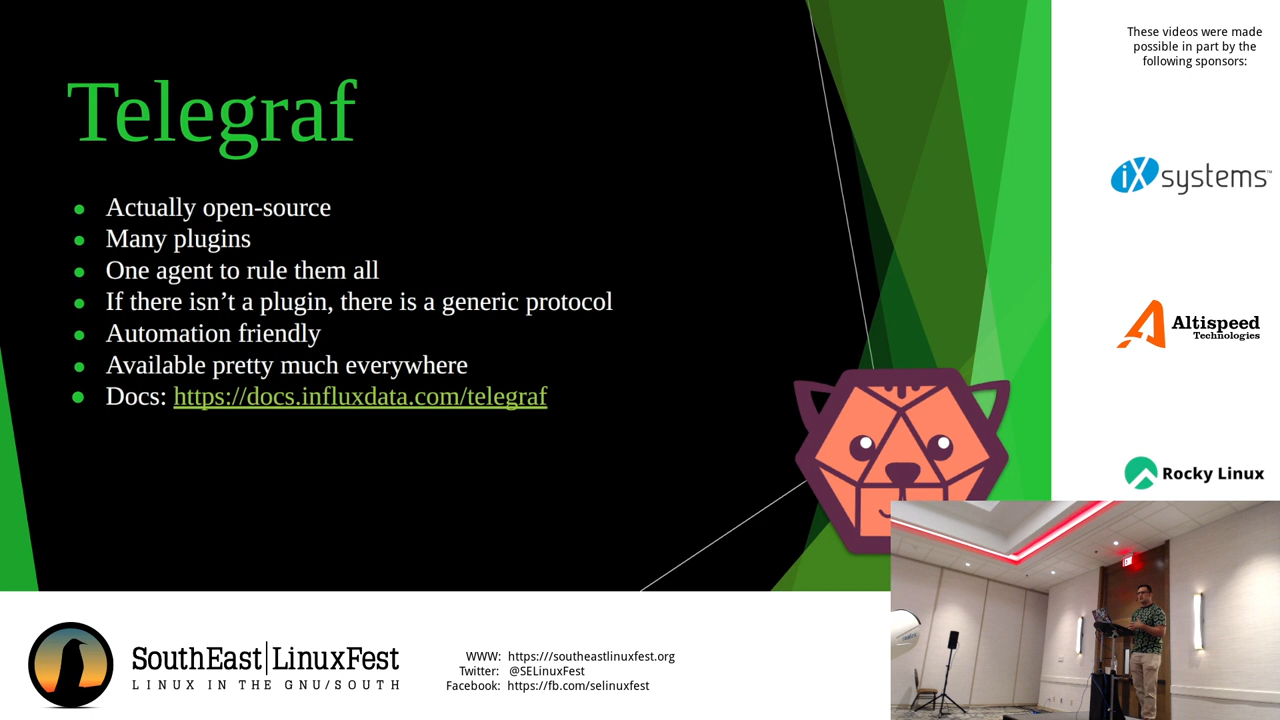 Telegraf
Actually open-source
Many plugins
One agent to rule them all
If there isn’t a plugin, there is a generic protocol
Automation friendly
Available pretty much everywhere
Docs: https://docs.influxdata.com/telegraf
These videos were made
possible in part by the
following sponsors:
iXsystems™
Altispeed
Technologies
Rocky Linux
EXIT
SouthEast|LinuxFest
LINUX IN THE GNU/SOUTH
WWW: https:///southeastlinuxfest.org
Twitter: @SELinuxFest
Facebook: https://fb.com/selinuxfest